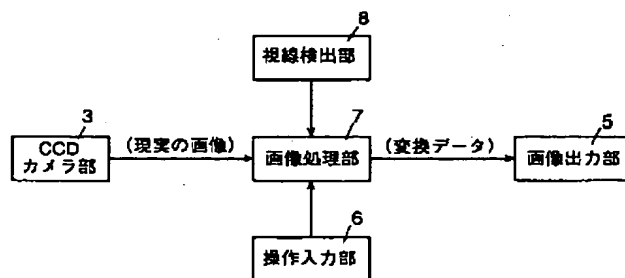 8
視線検出部
3
CCD
カメラ部
(現実の画像)
7
画像処理部
(変換データ)
5
画像出力部
6
操作入力部